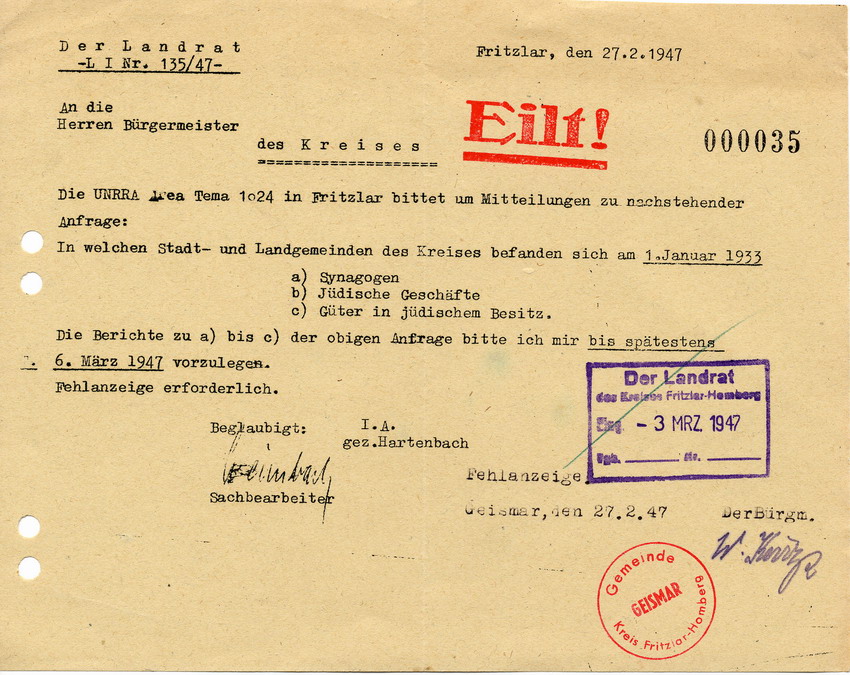 Der Landrat
-L I Nr. 135/47-
Fritzlar, den 27.2.1947
An die
Herren Bürgermeister
des Kreises
Eilt!
000035
Die UNRRA Area Tema 1o24 in Fritzlar bittet um Mitteilungen zu nachstehender
Anfrage:
In welchen Stadt- und Landgemeinden des Kreises befanden sich am 1.Januar 1933
a) Synagogen
b) Jüdische Geschäfte
c) Güter in jüdischem Besitz.
Die Berichte zu a) bis c) der obigen Anfrage bitte ich mir bis spätestens
6. März 1947 vorzulegen.
Fehlanzeige erforderlich.
Der Landrat
des Kreises Fritzlar-Homberg
Eing. - 3 MRZ. 1947
Tgb. Nr.
Beglaubigt:
I.A.
gez.Hartenbach
Sachbearbeiter
Fehlanzeige.
Geismar,den 27.2.47
DerBürgm.
Gemeinde
GEISMAR
Kreis Fritzlar-Homberg